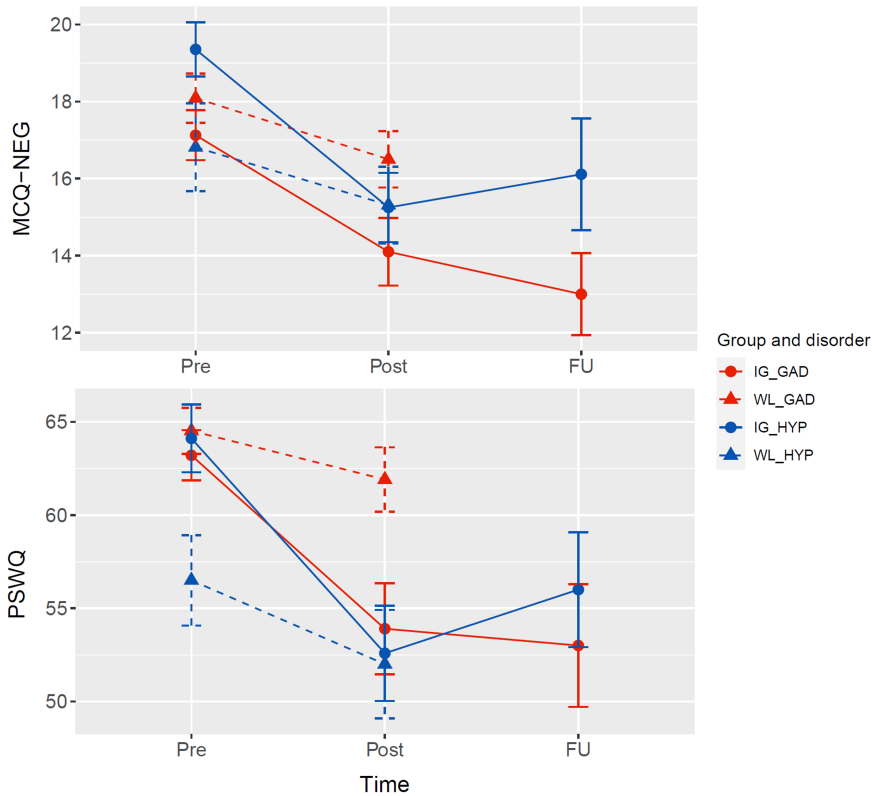 20
18
16
14
12
MCQ−NEG
Pre Post FU
65
60
55
50
PSWQ
Pre Post FU
Time
Group and disorder
IG_GAD
WL_GAD
IG_HYP
WL_HYP